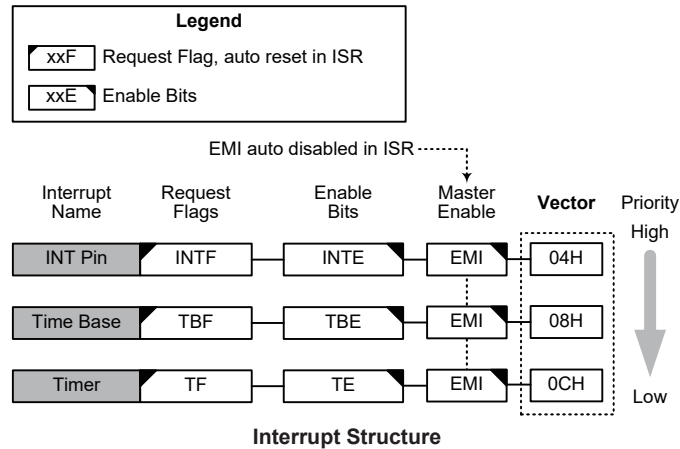 Legend
xxF Request Flag, auto reset in ISR
xxE Enable Bits
EMI auto disabled in ISR
Interrupt Name Request Flags Enable Bits Master Enable Vector Priority
High
INT Pin INTF INTE EMI 04H
Time Base TBF TBE EMI 08H
Timer TF TE EMI 0CH
Low
Interrupt Structure